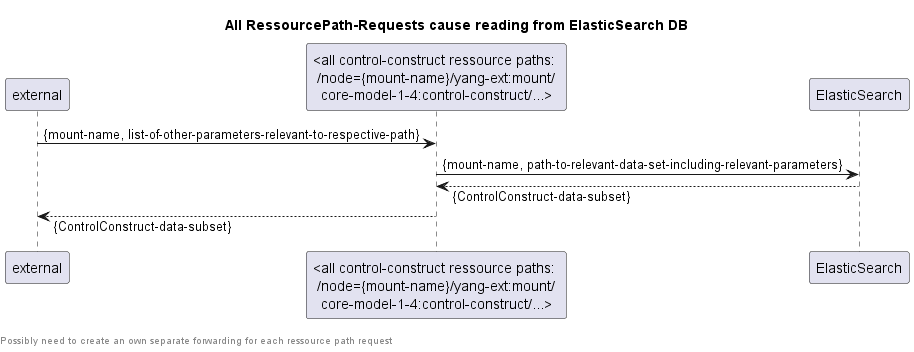 All RessourcePath-Requests cause reading from ElasticSearch DB
<all control-construct ressource paths:
/node={mount-name}/yang-ext:mount/
core-model-1-4:control-construct/...>
external
ElasticSearch
{mount-name, list-of-other-parameters-relevant-to-respective-path}
{mount-name, path-to-relevant-data-set-including-relevant-parameters}
{ControlConstruct-data-subset}
{ControlConstruct-data-subset}
external
<all control-construct ressource paths:
/node={mount-name}/yang-ext:mount/
core-model-1-4:control-construct/...>
ElasticSearch
Possibly need to create an own separate forwarding for each ressource path request